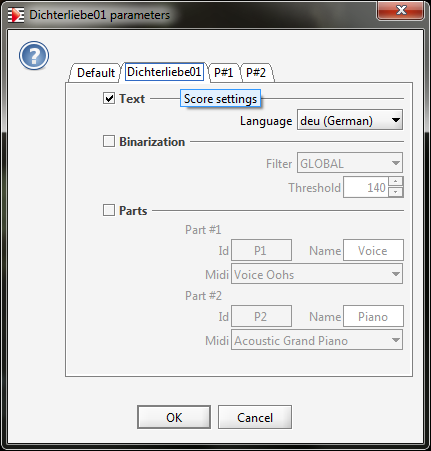 Dichterliebe01 parameters
Default Dichterliebe01 P#1 P#2
Text
Score settings
Language deu (German)
Binarization
Filter GLOBAL
Threshold 140
Parts
Part #1
Id P1 Name Voice
Midi Voice Oohs
Part #2
Id P2 Name Piano
Midi Acoustic Grand Piano
OK Cancel